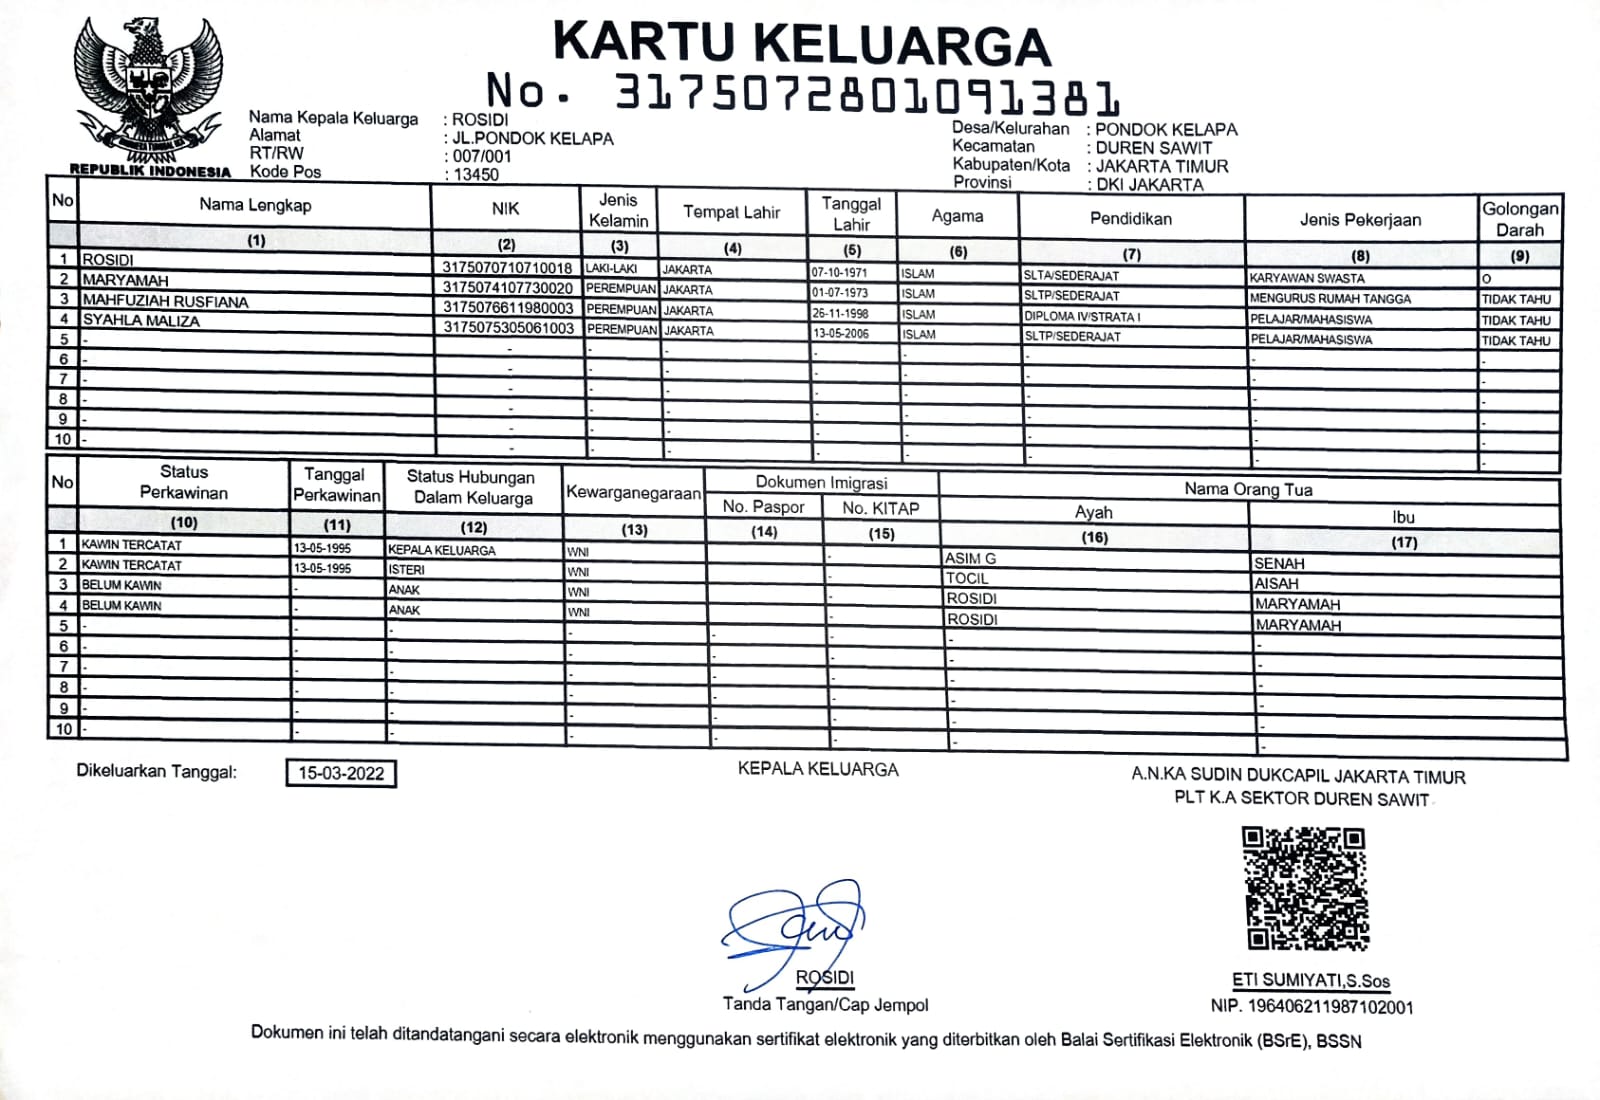 KARTU KELUARGA
No. 3175072801091381
REPUBLIK INDONESIA
Nama Kepala Keluarga : ROSIDI
Alamat : JL.PONDOK KELAPA
RT/RW : 007/001
Kode Pos : 13450
Desa/Kelurahan : PONDOK KELAPA
Kecamatan : DUREN SAWIT
Kabupaten/Kota : JAKARTA TIMUR
Provinsi : DKI JAKARTA
No Nama Lengkap NIK Jenis Kelamin Tempat Lahir Tanggal Lahir Agama Pendidikan Jenis Pekerjaan Golongan Darah
(1) (2) (3) (4) (5) (6) (7) (8) (9)
1 ROSIDI 3175070710710018 LAKI-LAKI JAKARTA 07-10-1971 ISLAM SLTA/SEDERAJAT KARYAWAN SWASTA O
2 MARYAMAH 3175074107730020 PEREMPUAN JAKARTA 01-07-1973 ISLAM SLTP/SEDERAJAT MENGURUS RUMAH TANGGA TIDAK TAHU
3 MAHFUZIAH RUSFIANA 3175076611980003 PEREMPUAN JAKARTA 26-11-1998 ISLAM DIPLOMA IV/STRATA I PELAJAR/MAHASISWA TIDAK TAHU
4 SYAHLA MALIZA 3175075305061003 PEREMPUAN JAKARTA 13-05-2006 ISLAM SLTP/SEDERAJAT PELAJAR/MAHASISWA TIDAK TAHU
5 - - - - - - - - -
6 - - - - - - - - -
7 - - - - - - - - -
8 - - - - - - - - -
9 - - - - - - - - -
10 - - - - - - - - -
No Status Perkawinan Tanggal Perkawinan Status Hubungan Dalam Keluarga Kewarganegaraan Dokumen Imigrasi Nama Orang Tua
No. Paspor No. KITAP Ayah Ibu
(10) (11) (12) (13) (14) (15) (16) (17)
1 KAWIN TERCATAT 13-05-1995 KEPALA KELUARGA WNI - ASIM G SENAH
2 KAWIN TERCATAT 13-05-1995 ISTERI WNI - TOCIL AISAH
3 BELUM KAWIN - ANAK WNI - ROSIDI MARYAMAH
4 BELUM KAWIN - ANAK WNI - ROSIDI MARYAMAH
5 - - - - - - - -
6 - - - - - - - -
7 - - - - - - - -
8 - - - - - - - -
9 - - - - - - - -
10 - - - - - - - -
Dikeluarkan Tanggal: 15-03-2022
KEPALA KELUARGA
ROSIDI
Tanda Tangan/Cap Jempol
A.N.KA SUDIN DUKCAPIL JAKARTA TIMUR
PLT K.A SEKTOR DUREN SAWIT
ETI SUMIYATI,S.Sos
NIP. 196406211987102001
Dokumen ini telah ditandatangani secara elektronik menggunakan sertifikat elektronik yang diterbitkan oleh Balai Sertifikasi Elektronik (BSrE), BSSN